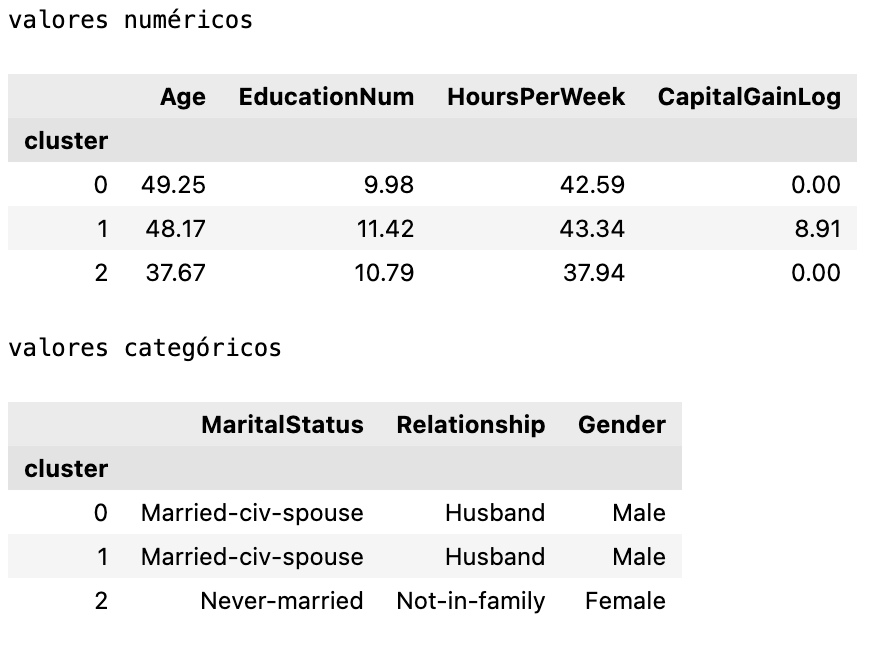 valores numéricos
Age EducationNum HoursPerWeek CapitalGainLog
cluster
0 49.25 9.98 42.59 0.00
1 48.17 11.42 43.34 8.91
2 37.67 10.79 37.94 0.00
valores categóricos
MaritalStatus Relationship Gender
cluster
0 Married-civ-spouse Husband Male
1 Married-civ-spouse Husband Male
2 Never-married Not-in-family Female